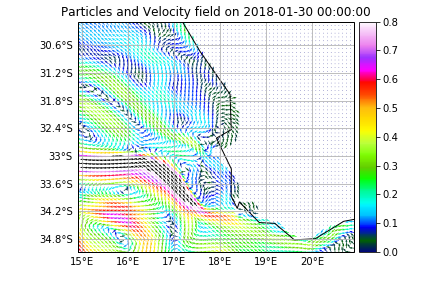 Particles and Velocity field on 2018-01-30 00:00:00
0.8
30.6°S
0.7
31.2°S
0.6
31.8°S
0.5
32.4°S
0.4
33°S
0.3
33.6°S
0.2
34.2°S
0.1
34.8°S
0.0
15°E 16°E 17°E 18°E 19°E 20°E